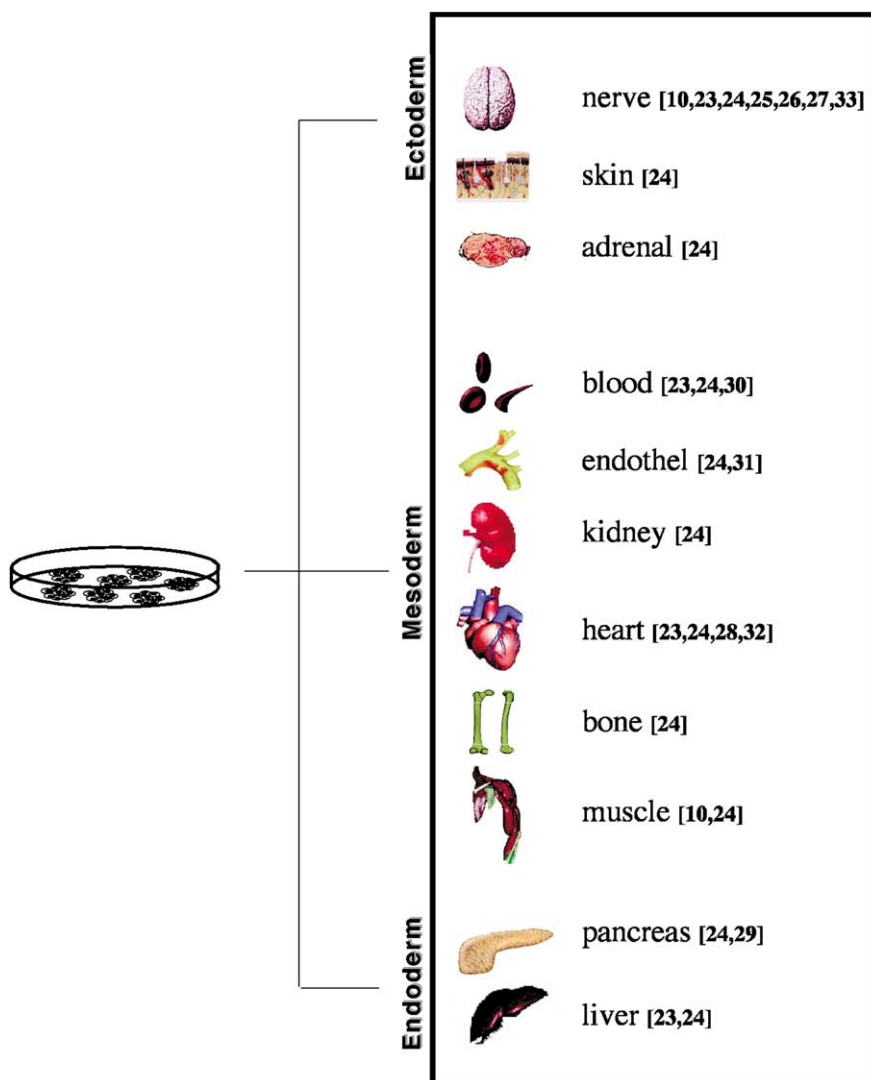 Ectoderm
nerve [10,23,24,25,26,27,33]
skin [24]
adrenal [24]
Mesoderm
blood [23,24,30]
endothel [24,31]
kidney [24]
heart [23,24,28,32]
bone [24]
muscle [10,24]
Endoderm
pancreas [24,29]
liver [23,24]